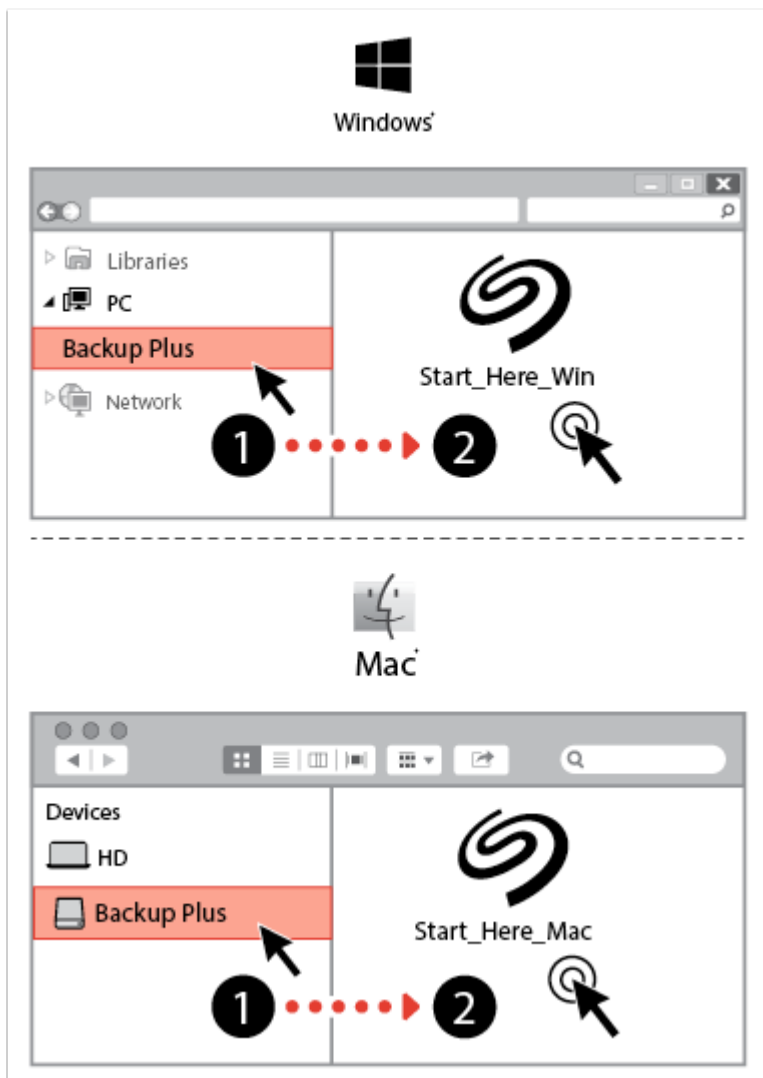 Windows⁺
Libraries
PC
Backup Plus
Network
Start_Here_Win
1
2
Mac⁺
Devices
HD
Backup Plus
Start_Here_Mac
1
2